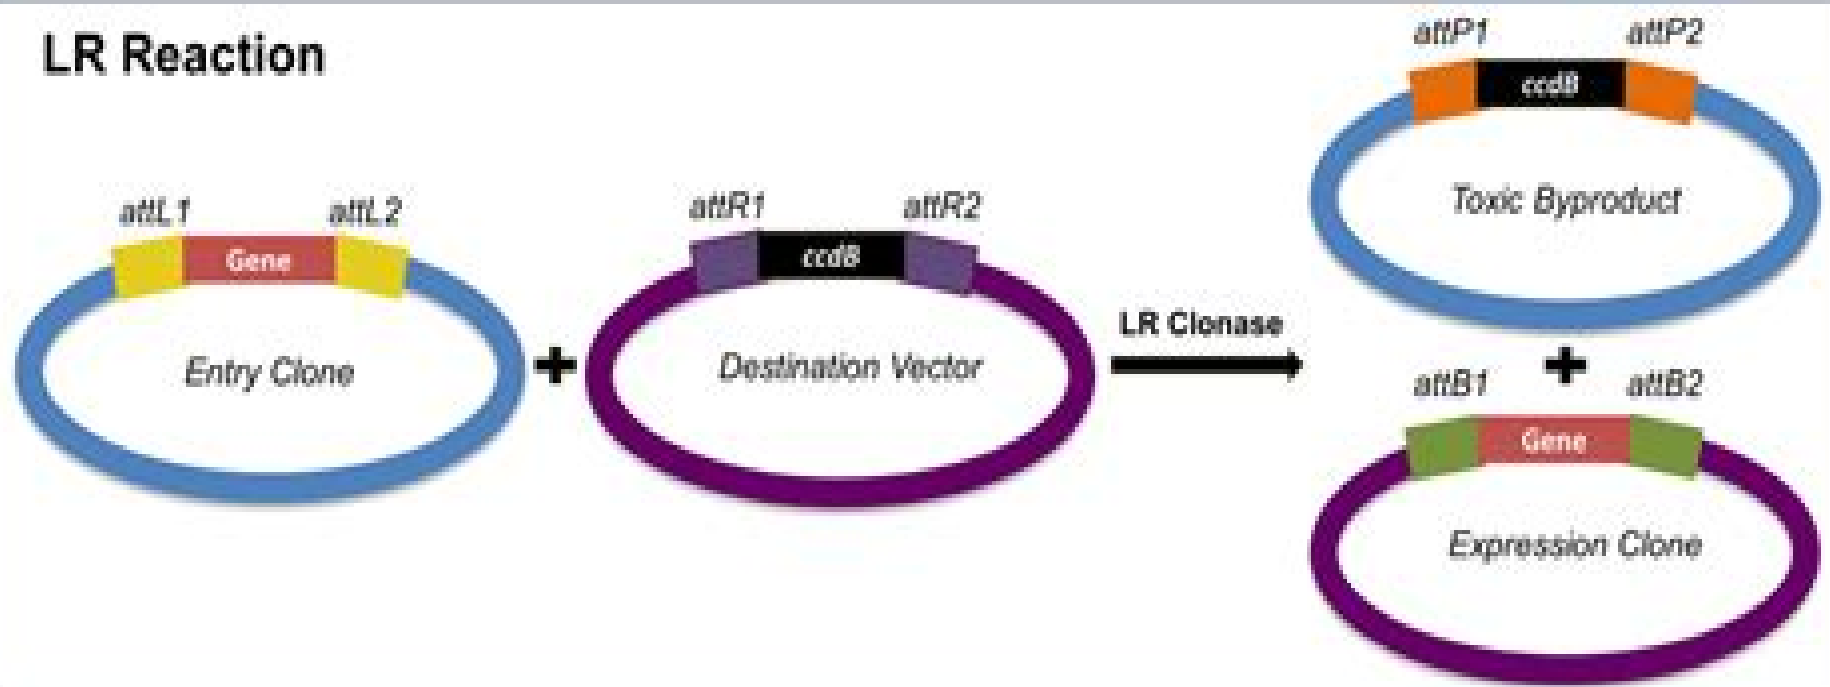 LR Reaction
attL1
attL2
Gene
Entry Clone
+
attR1
attR2
ccdB
Destination Vector
LR Clonase
attP1
attP2
ccdB
Toxic Byproduct
+
attB1
attB2
Gene
Expression Clone